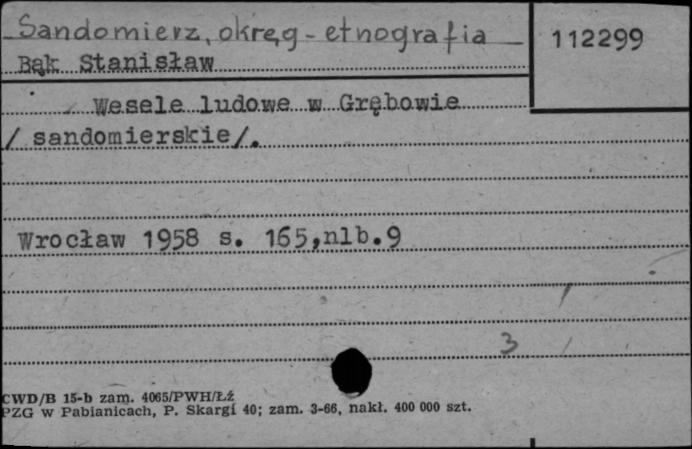 Sandomierz, okręg - etnografia
112299
Bąk Stanisław
Wesele ludowe w Grębowie
/ sandomierskie/.
Wrocław 1958 s. 165,nlb.9
3
CWD/B 15-b zam. 4065/PWH/Łź
PZG w Pabianicach, P. Skargi 40; zam. 3-66, nakł. 400 000 szt.